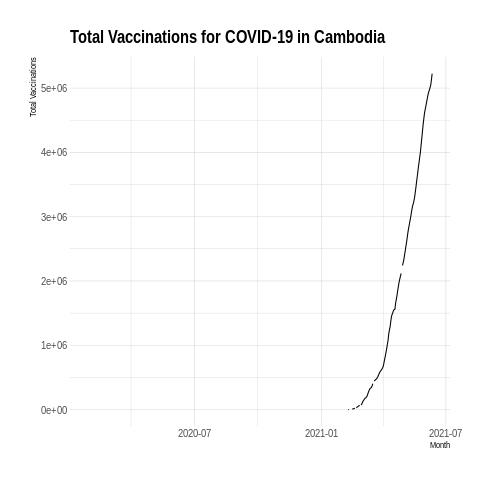 Total Vaccinations for COVID-19 in Cambodia
Total Vaccinations
5e+06
4e+06
3e+06
2e+06
1e+06
0e+00
2020-07
2021-01
2021-07
Month